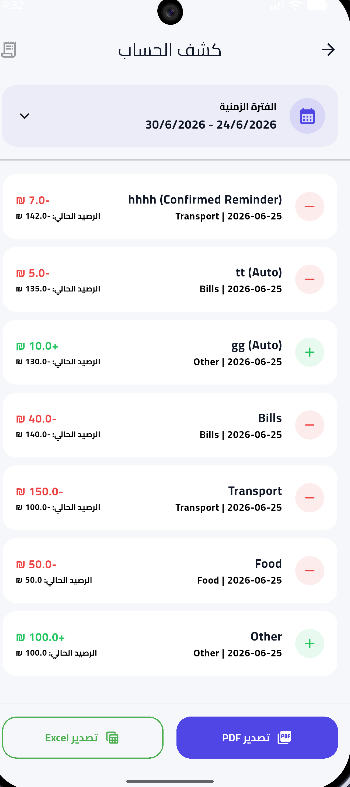 4:32
كشف الحساب
الفترة الزمنية
30/6/2026 - 24/6/2026
hhhh (Confirmed Reminder)
₪ 7.0-
Transport | 2026-06-25
الرصيد الحالي: -142.0 ₪
tt (Auto)
₪ 5.0-
Bills | 2026-06-25
الرصيد الحالي: -135.0 ₪
gg (Auto)
₪ 10.0+
Other | 2026-06-25
الرصيد الحالي: -130.0 ₪
Bills
₪ 40.0-
Bills | 2026-06-25
الرصيد الحالي: -140.0 ₪
Transport
₪ 150.0-
Transport | 2026-06-25
الرصيد الحالي: -100.0 ₪
Food
₪ 50.0-
Food | 2026-06-25
الرصيد الحالي: 50.0 ₪
Other
₪ 100.0+
Other | 2026-06-25
الرصيد الحالي: 100.0 ₪
تصدير PDF
تصدير Excel